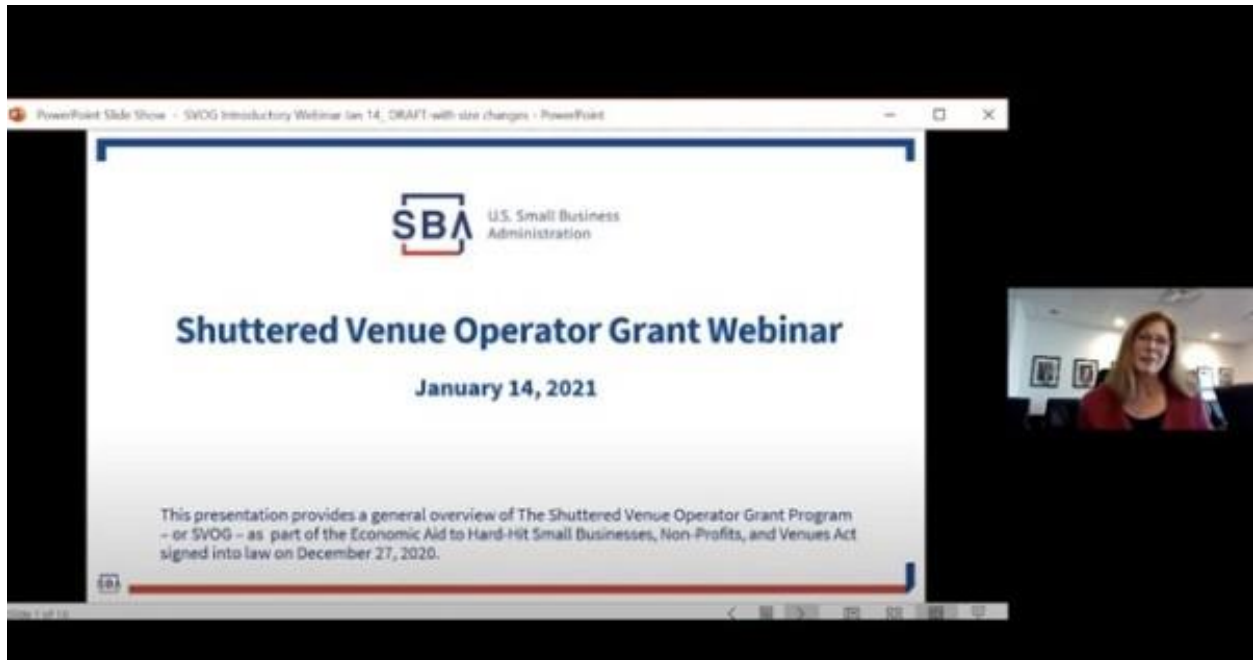 PowerPoint Slide Show - SVOG Introductory Webinar Jan 14_ DRAFT-with size changes - PowerPoint
SBA
U.S. Small Business
Administration
Shuttered Venue Operator Grant Webinar
January 14, 2021
This presentation provides a general overview of The Shuttered Venue Operator Grant Program
– or SVOG – as part of the Economic Aid to Hard-Hit Small Businesses, Non-Profits, and Venues Act
signed into law on December 27, 2020.
SBA